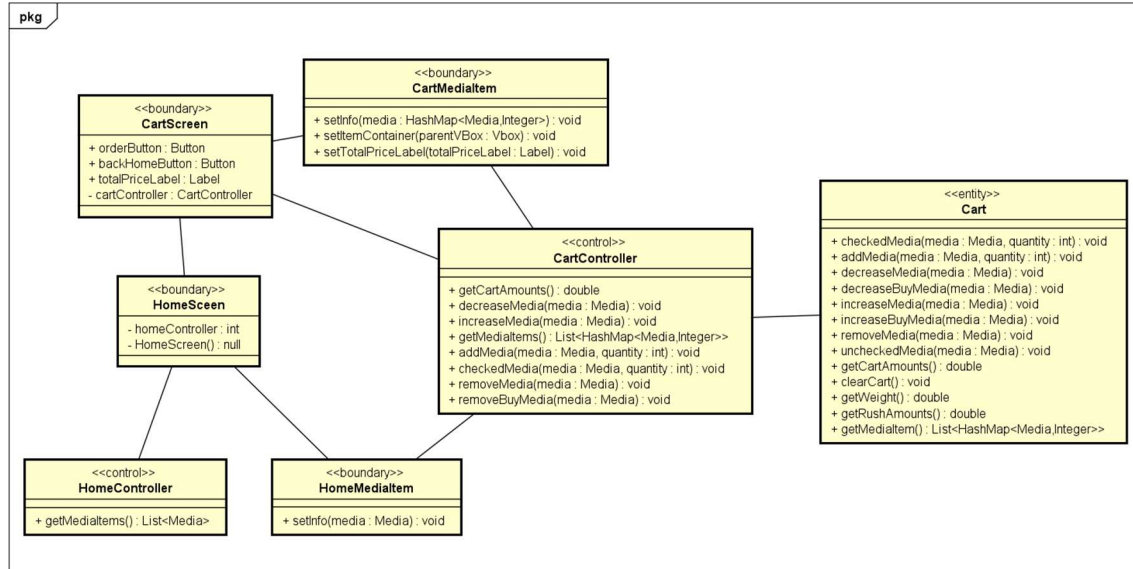 pkg
<<boundary>>
CartMediaItem
+ setInfo(media : HashMap<Media,Integer>) : void
+ setItemContainer(parentVBox : Vbox) : void
+ setTotalPriceLabel(totalPriceLabel : Label) : void
<<boundary>>
CartScreen
+ orderButton : Button
+ backHomeButton : Button
+ totalPriceLabel : Label
- cartController : CartController
<<entity>>
Cart
+ checkedMedia(media : Media, quantity : int) : void
+ addMedia(media : Media, quantity : int) : void
+ decreaseMedia(media : Media) : void
+ decreaseBuyMedia(media : Media) : void
+ increaseMedia(media : Media) : void
+ increaseBuyMedia(media : Media) : void
+ removeMedia(media : Media) : void
+ uncheckedMedia(media : Media) : void
+ getCartAmounts() : double
+ clearCart() : void
+ getWeight() : double
+ getRushAmounts() : double
+ getMediaItem() : List<HashMap<Media,Integer>>
<<control>>
CartController
+ getCartAmounts() : double
+ decreaseMedia(media : Media) : void
+ increaseMedia(media : Media) : void
+ getMediaItems() : List<HashMap<Media,Integer>>
+ addMedia(media : Media, quantity : int) : void
+ checkedMedia(media : Media, quantity : int) : void
+ removeMedia(media : Media) : void
+ removeBuyMedia(media : Media) : void
<<boundary>>
HomeSceen
- homeController : int
- HomeScreen() : null
<<control>>
HomeController
+ getMediaItems() : List<Media>
<<boundary>>
HomeMediaItem
+ setInfo(media : Media) : void